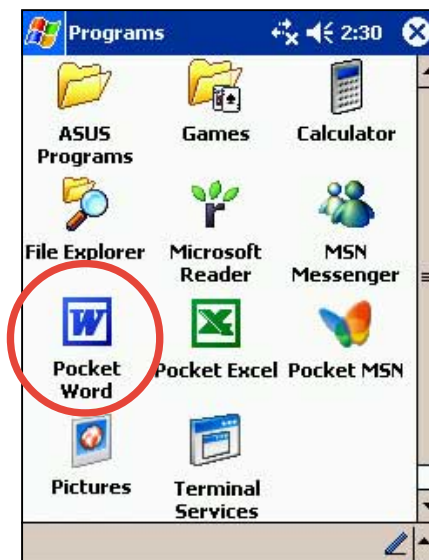 Programs 2:30
ASUS Games Calculator
Programs
File Explorer Microsoft MSN
Reader Messenger
W
Pocket Pocket Excel Pocket MSN
Word
Pictures Terminal
Services